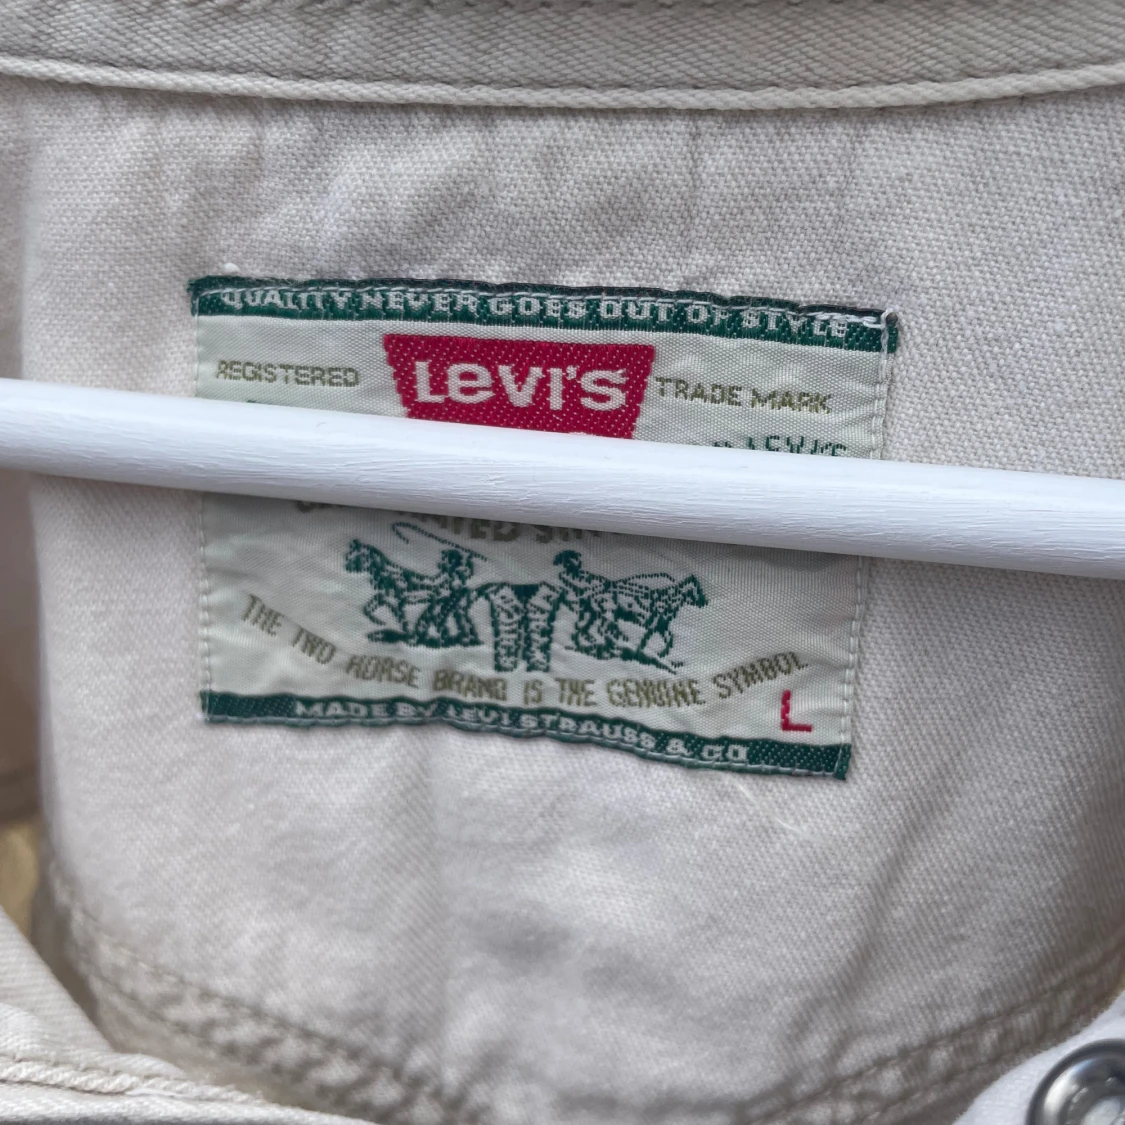 QUALITY NEVER GOES OUT OF STYLE
REGISTERED
Levi's
TRADE MARK
LEVI'S
THE TWO HORSE BRAND IS THE GENUINE SYMBOL
L
MADE BY LEVI STRAUSS & CO